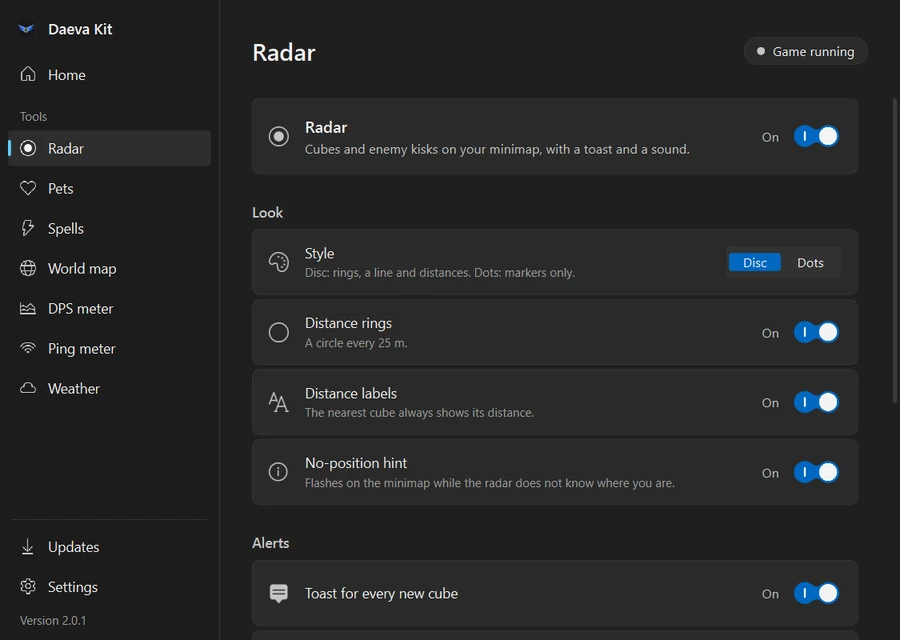 Daeva Kit
Home
Tools
Radar
Pets
Spells
World map
DPS meter
Ping meter
Weather
Updates
Settings
Version 2.0.1
Radar
Game running
Radar
Cubes and enemy kisks on your minimap, with a toast and a sound.
On
Look
Style
Disc: rings, a line and distances. Dots: markers only.
Disc
Dots
Distance rings
A circle every 25 m.
On
Distance labels
The nearest cube always shows its distance.
On
No-position hint
Flashes on the minimap while the radar does not know where you are.
On
Alerts
Toast for every new cube
On